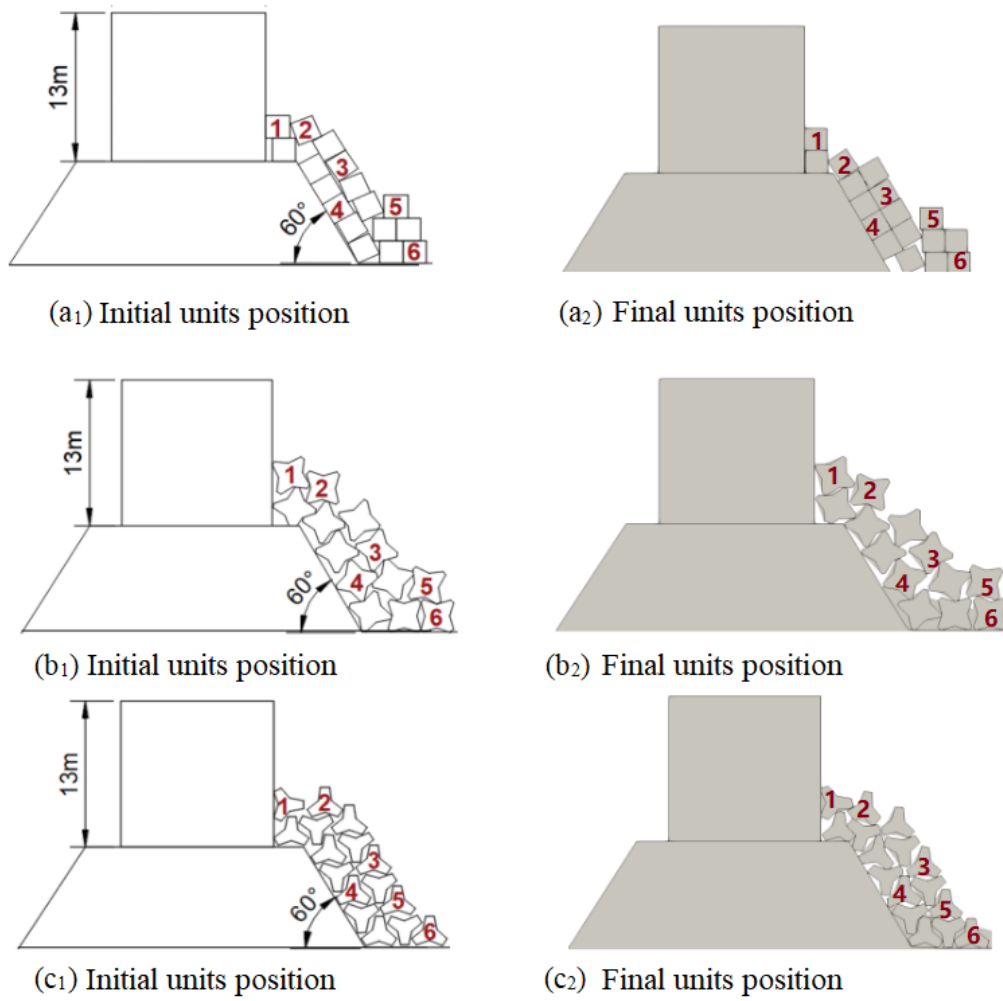 13m
1 2
3
4 5
60° 6
1
2
3
4 5
6
(a₁) Initial units position
(a₂) Final units position
13m
1 2
3
4 5
60° 6
1 2
3
4 5
6
(b₁) Initial units position
(b₂) Final units position
13m
1 2
3
4 5
60° 6
1 2
3
4 5
6
(c₁) Initial units position
(c₂) Final units position